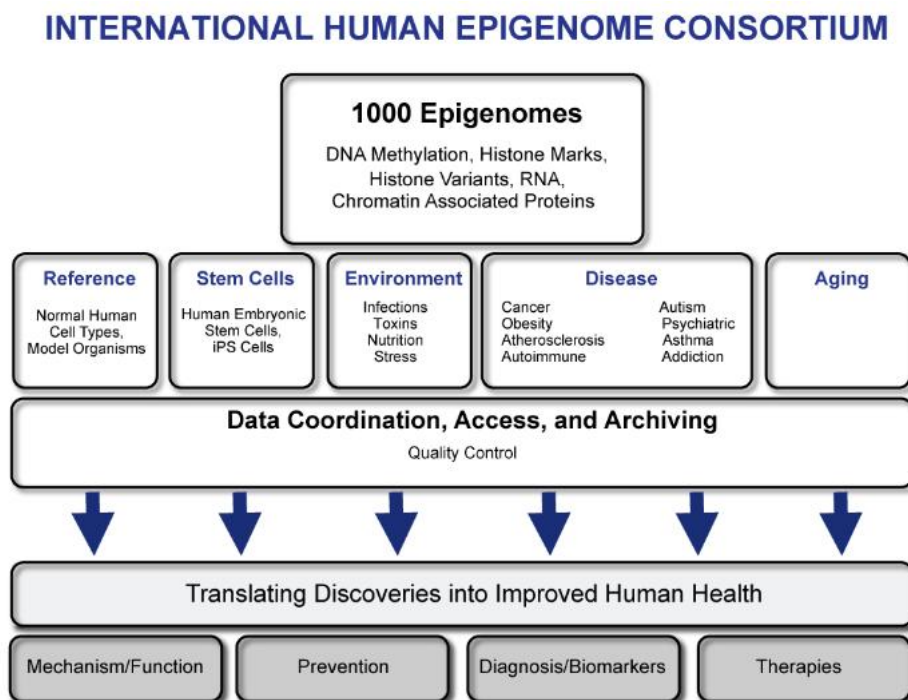 INTERNATIONAL HUMAN EPIGENOME CONSORTIUM
1000 Epigenomes
DNA Methylation, Histone Marks,
Histone Variants, RNA,
Chromatin Associated Proteins
Reference
Normal Human
Cell Types,
Model Organisms
Stem Cells
Human Embryonic
Stem Cells,
iPS Cells
Environment
Infections
Toxins
Nutrition
Stress
Disease
Cancer
Obesity
Atherosclerosis
Autoimmune
Autism
Psychiatric
Asthma
Addiction
Aging
Data Coordination, Access, and Archiving
Quality Control
Translating Discoveries into Improved Human Health
Mechanism/Function
Prevention
Diagnosis/Biomarkers
Therapies